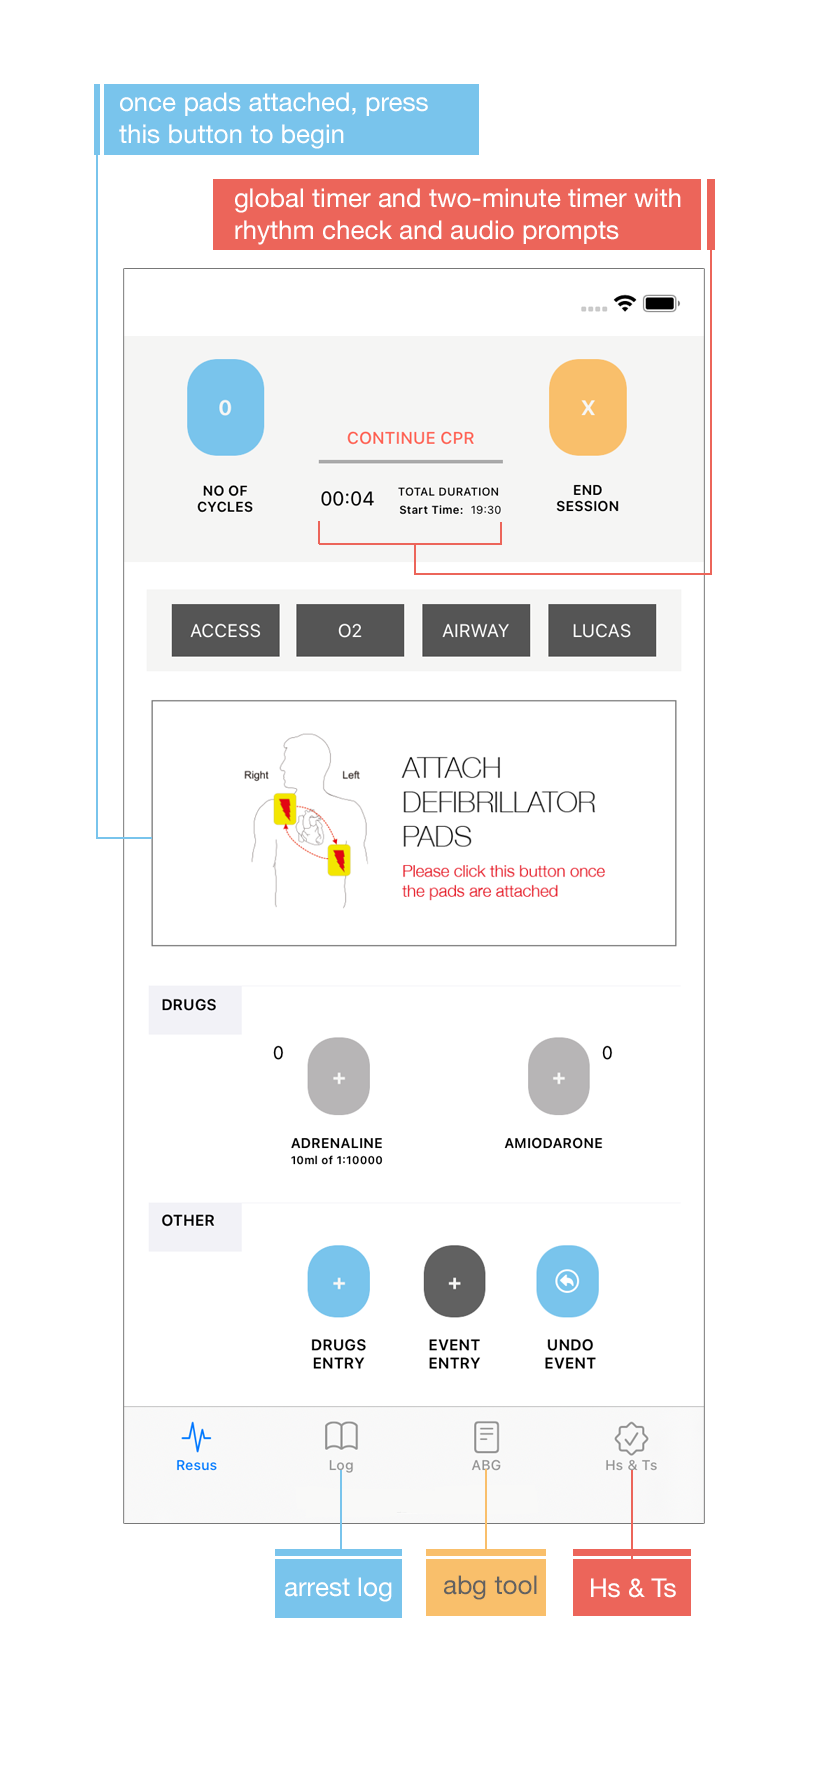 once pads attached, press
this button to begin
global timer and two-minute timer with
rhythm check and audio prompts
0
X
CONTINUE CPR
NO OF
CYCLES
00:04
TOTAL DURATION
Start Time: 19:30
END
SESSION
ACCESS
O2
AIRWAY
LUCAS
Right
Left
ATTACH
DEFIBRILLATOR
PADS
Please click this button once
the pads are attached
DRUGS
0
+
+
0
ADRENALINE
10ml of 1:10000
AMIODARONE
OTHER
+
+
DRUGS
ENTRY
EVENT
ENTRY
UNDO
EVENT
Resus
Log
ABG
Hs & Ts
arrest log
abg tool
Hs & Ts